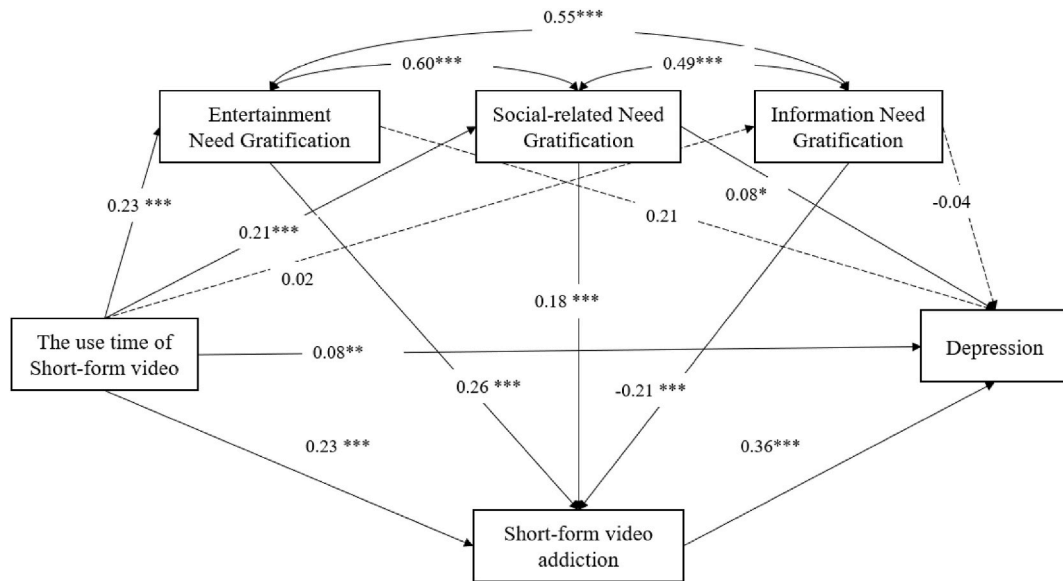 0.55***
0.60***
0.49***
Entertainment
Need Gratification
Social-related Need
Gratification
Information Need
Gratification
0.23 ***
0.21***
0.02
0.21
0.08*
-0.04
0.18 ***
The use time of
Short-form video
0.08**
Depression
0.26 ***
-0.21 ***
0.23 ***
0.36***
Short-form video
addiction